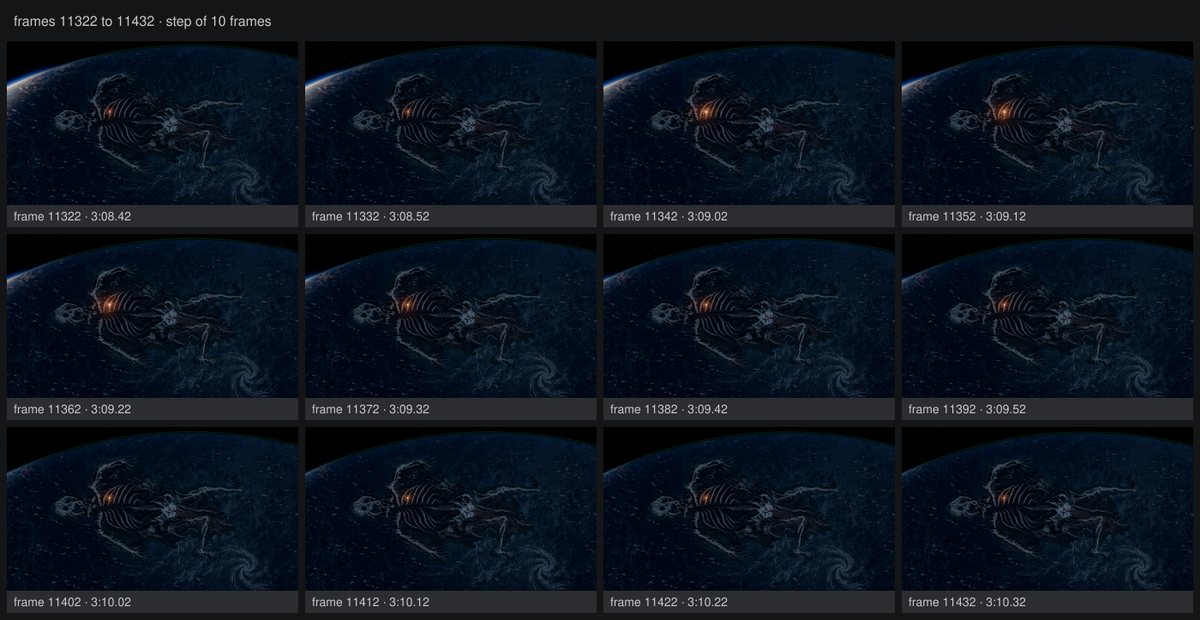 frames 11322 to 11432 · step of 10 frames
frame 11322 · 3:08.42
frame 11332 · 3:08.52
frame 11342 · 3:09.02
frame 11352 · 3:09.12
frame 11362 · 3:09.22
frame 11372 · 3:09.32
frame 11382 · 3:09.42
frame 11392 · 3:09.52
frame 11402 · 3:10.02
frame 11412 · 3:10.12
frame 11422 · 3:10.22
frame 11432 · 3:10.32